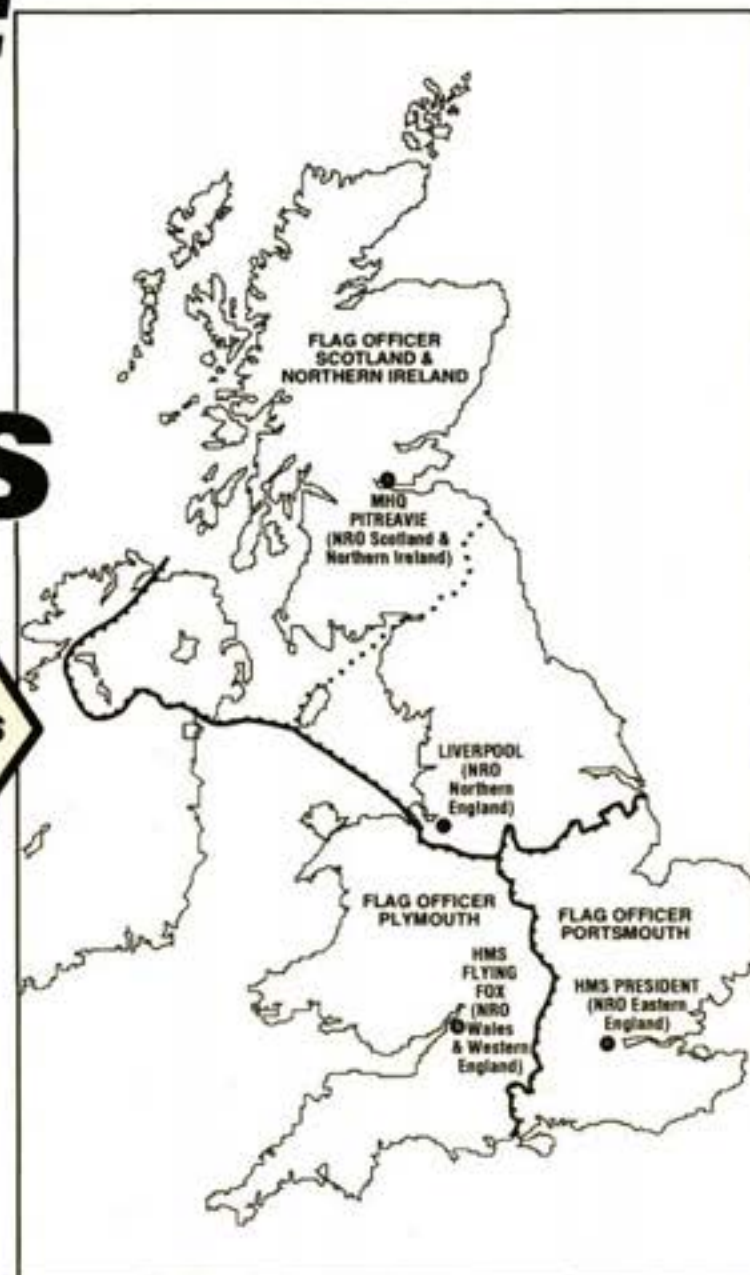 S
S
FLAG OFFICER
SCOTLAND &
NORTHERN IRELAND
MHQ
PITREAVIE
(NRO Scotland &
Northern Ireland)
LIVERPOOL
(NRO
Northern
England)
FLAG OFFICER
PLYMOUTH
FLAG OFFICER
PORTSMOUTH
HMS
FLYING
FOX
(NRO
Wales
& Western
England)
HMS PRESIDENT
(NRO Eastern
England)